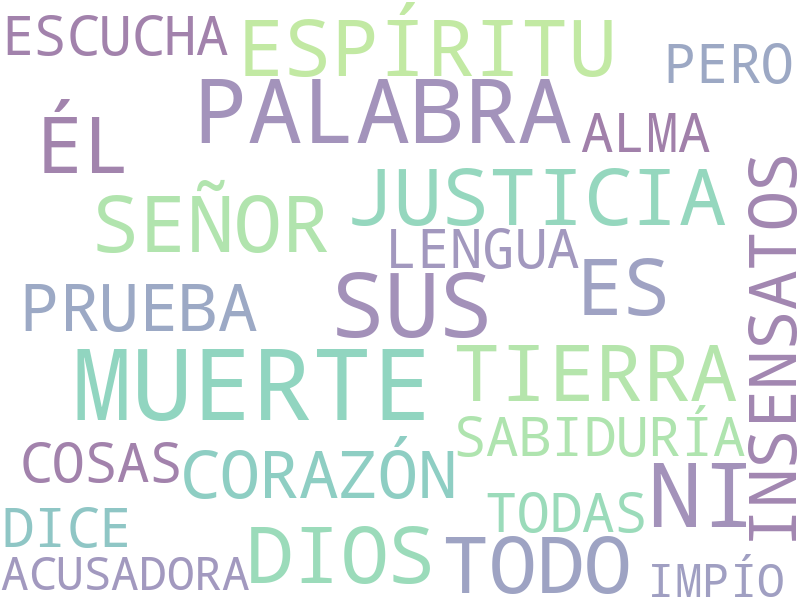 ESCUCHA
ESPÍRITU
PERO
PALABRA
ÉL
ALMA
SEÑOR
JUSTICIA
INSENSATOS
LENGUA
PRUEBA
SUS
ES
MUERTE
TIERRA
SABIDURÍA
COSAS
CORAZÓN
NI
DICE
TODAS
DIOS
TODO
ACUSADORA
IMPÍO